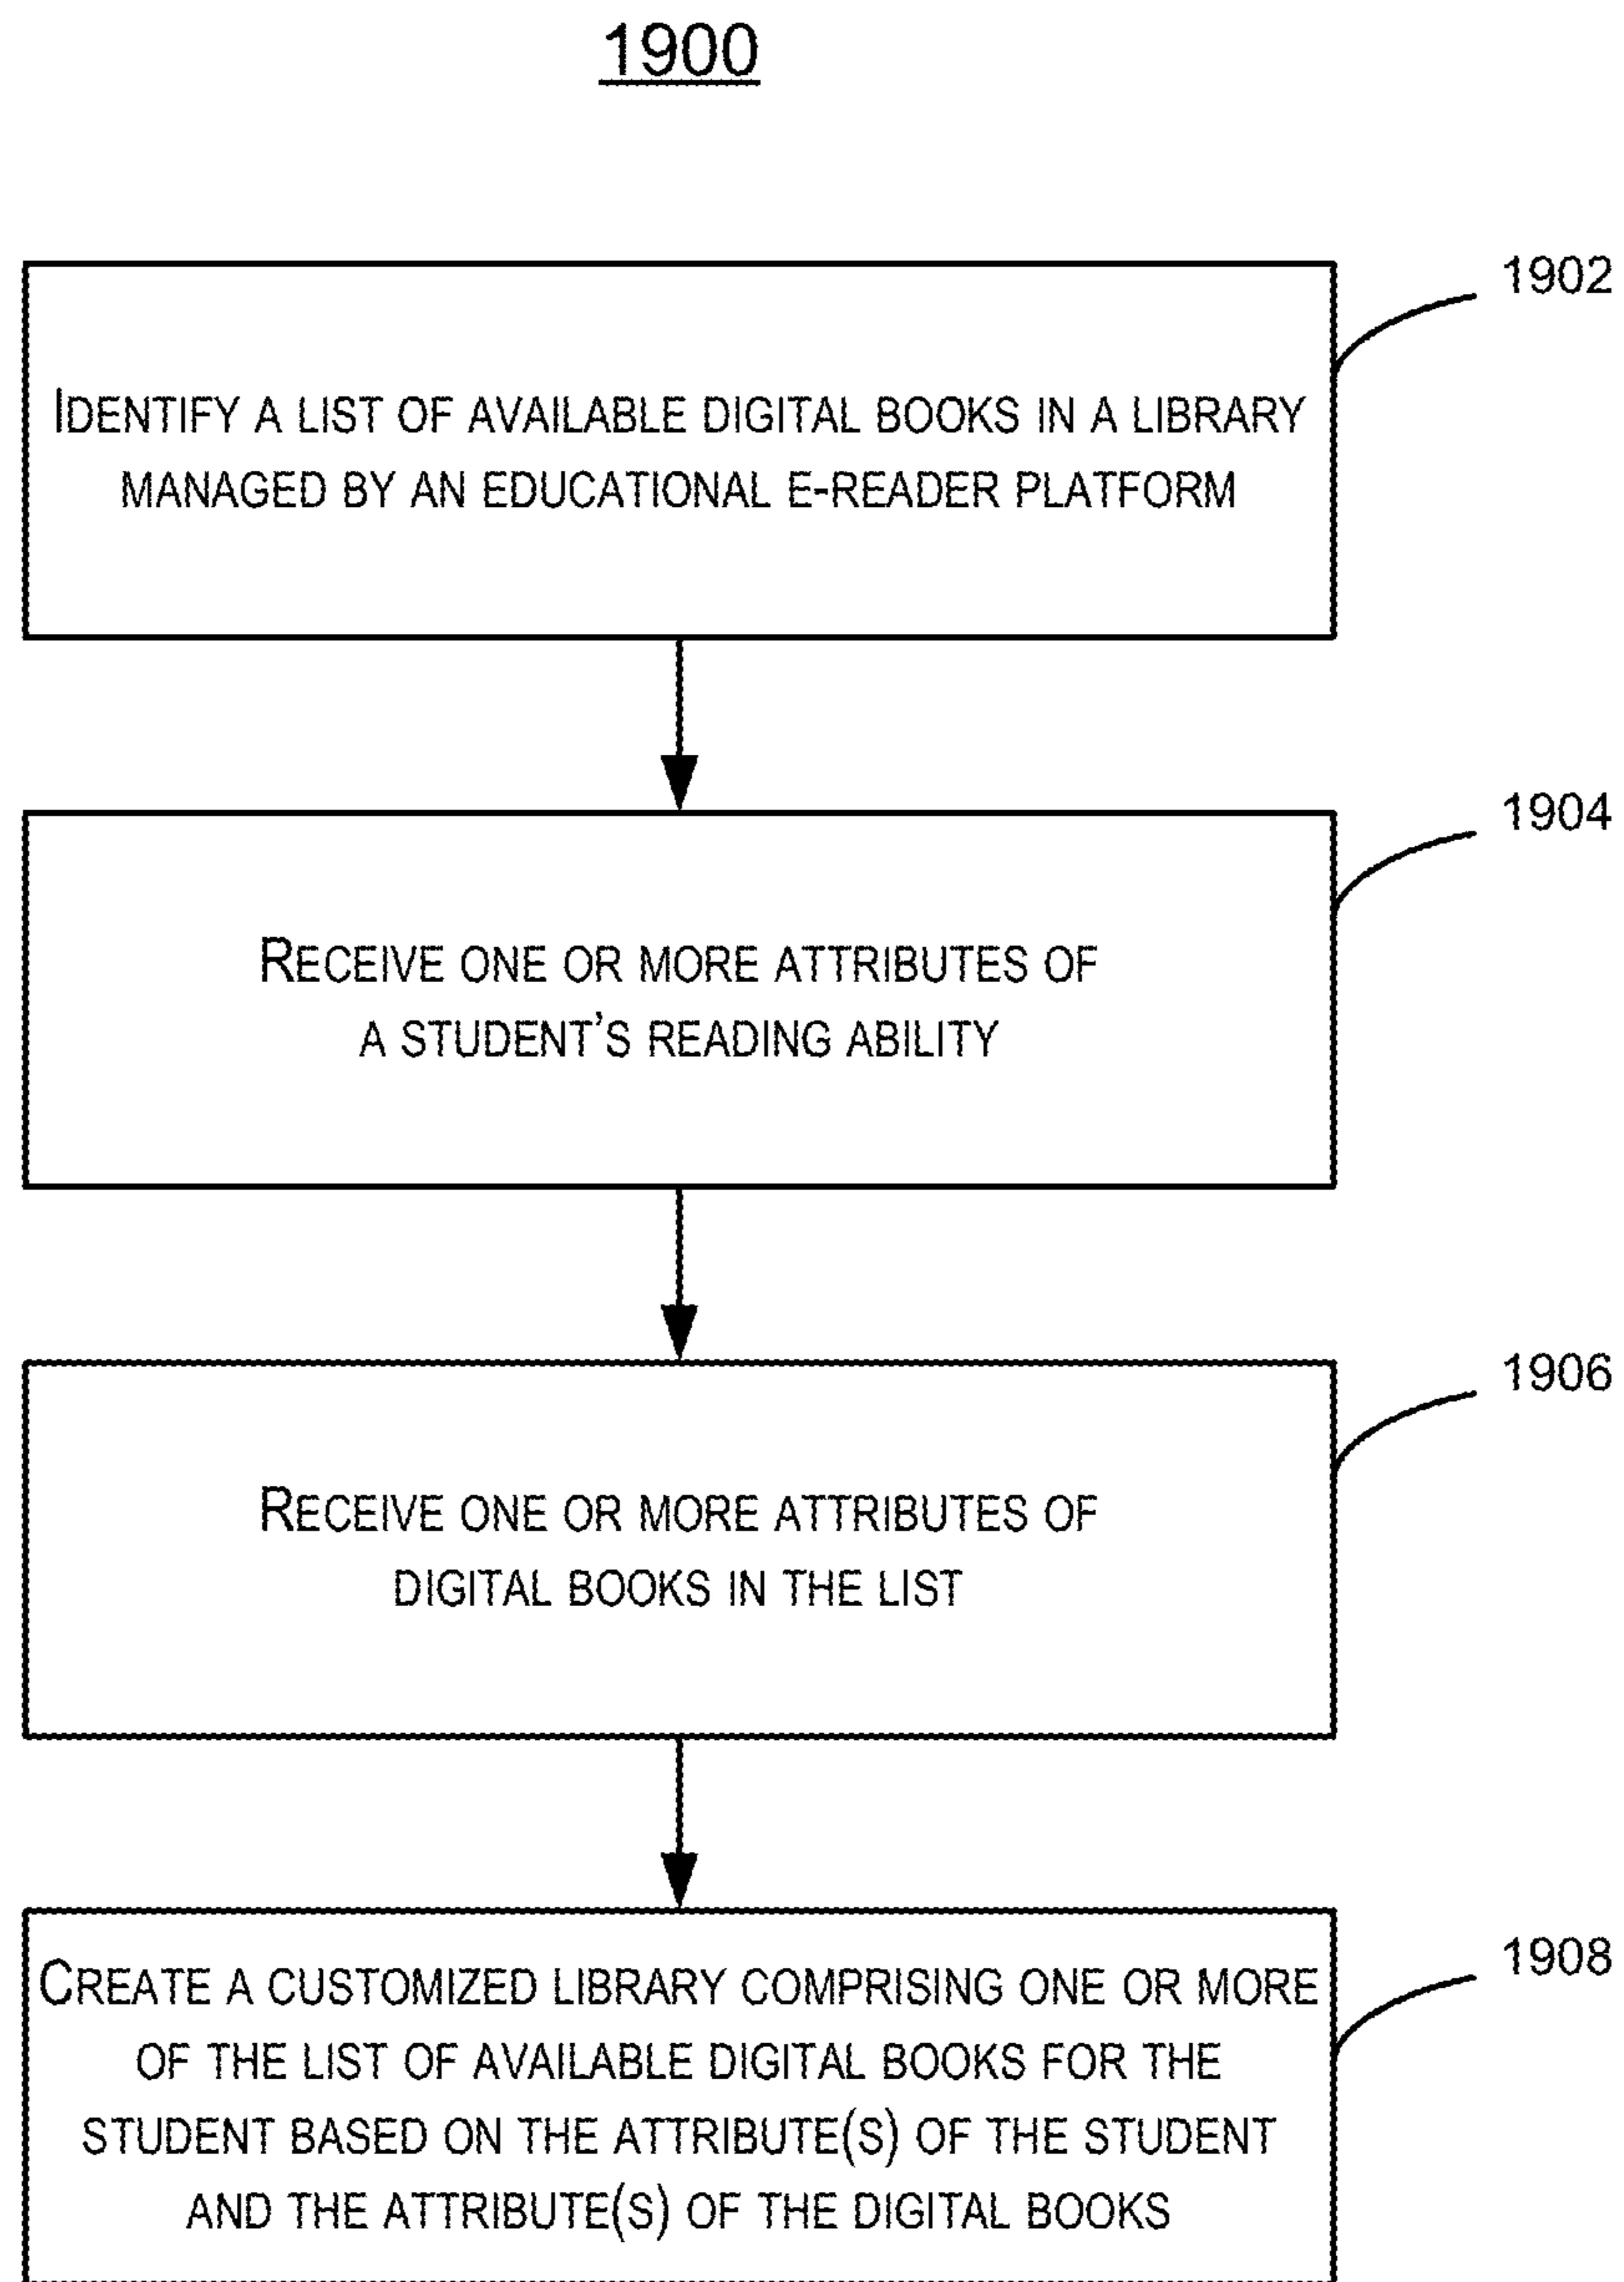 1900
1902
IDENTIFY A LIST OF AVAILABLE DIGITAL BOOKS IN A LIBRARY
MANAGED BY AN EDUCATIONAL E-READER PLATFORM
1904
RECEIVE ONE OR MORE ATTRIBUTES OF
A STUDENT'S READING ABILITY
1906
RECEIVE ONE OR MORE ATTRIBUTES OF
DIGITAL BOOKS IN THE LIST
1908
CREATE A CUSTOMIZED LIBRARY COMPRISING ONE OR MORE
OF THE LIST OF AVAILABLE DIGITAL BOOKS FOR THE
STUDENT BASED ON THE ATTRIBUTE(S) OF THE STUDENT
AND THE ATTRIBUTE(S) OF THE DIGITAL BOOKS